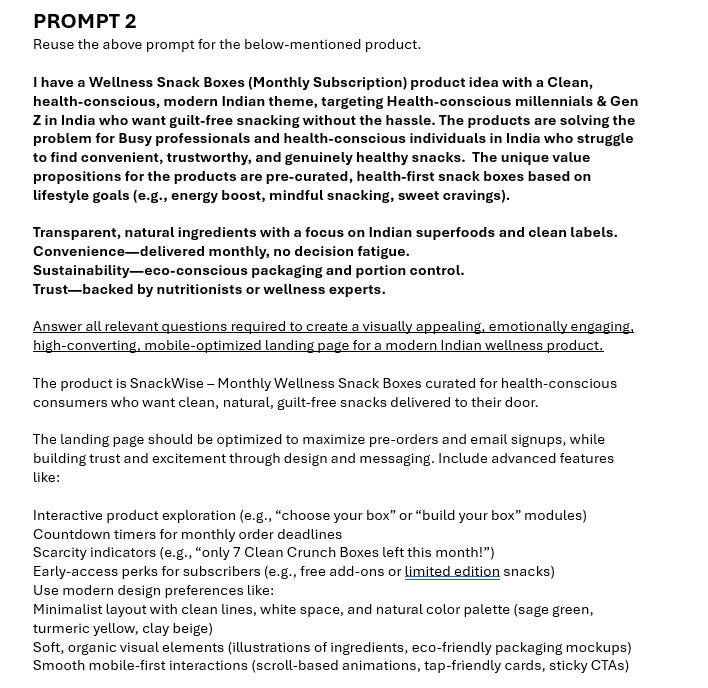 PROMPT 2
Reuse the above prompt for the below-mentioned product.
I have a Wellness Snack Boxes (Monthly Subscription) product idea with a Clean,
health-conscious, modern Indian theme, targeting Health-conscious millennials & Gen
Z in India who want guilt-free snacking without the hassle. The products are solving the
problem for Busy professionals and health-conscious individuals in India who struggle
to find convenient, trustworthy, and genuinely healthy snacks.  The unique value
propositions for the products are pre-curated, health-first snack boxes based on
lifestyle goals (e.g., energy boost, mindful snacking, sweet cravings).
Transparent, natural ingredients with a focus on Indian superfoods and clean labels.
Convenience—delivered monthly, no decision fatigue.
Sustainability—eco-conscious packaging and portion control.
Trust—backed by nutritionists or wellness experts.
Answer all relevant questions required to create a visually appealing, emotionally engaging,
high-converting, mobile-optimized landing page for a modern Indian wellness product.
The product is SnackWise – Monthly Wellness Snack Boxes curated for health-conscious
consumers who want clean, natural, guilt-free snacks delivered to their door.
The landing page should be optimized to maximize pre-orders and email signups, while
building trust and excitement through design and messaging. Include advanced features
like:
Interactive product exploration (e.g., “choose your box” or “build your box” modules)
Countdown timers for monthly order deadlines
Scarcity indicators (e.g., “only 7 Clean Crunch Boxes left this month!”)
Early-access perks for subscribers (e.g., free add-ons or limited edition snacks)
Use modern design preferences like:
Minimalist layout with clean lines, white space, and natural color palette (sage green,
turmeric yellow, clay beige)
Soft, organic visual elements (illustrations of ingredients, eco-friendly packaging mockups)
Smooth mobile-first interactions (scroll-based animations, tap-friendly cards, sticky CTAs)